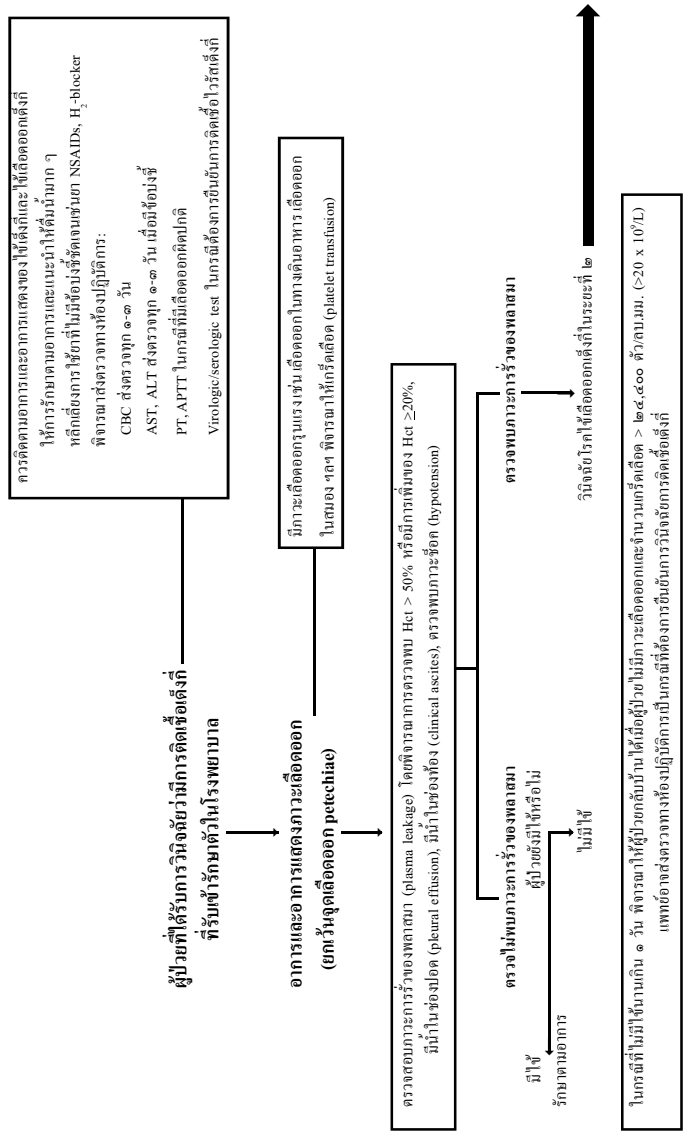 ผู้ป่วยที่ได้รับการวินิจฉัยว่ามีการติดเชื้อเด็งกี่
ที่รับเข้ารักษาตัวในโรงพยาบาล
ควรติดตามอาการและอาการแสดงของไข้เด็งกี่และไข้เลือดออกเด็งกี่
ให้การรักษาตามอาการและแนะนำให้ดื่มน้ำมาก ๆ
หลีกเลี่ยงการใช้ยาที่ไม่มีข้อบ่งชี้ชัดเจนเช่นยา NSAIDs, H₂-blocker
พิจารณาส่งตรวจทางห้องปฏิบัติการ:
CBC ส่งตรวจทุก ๑-๓ วัน
AST, ALT ส่งตรวจทุก ๑-๓ วัน เมื่อมีข้อบ่งชี้
PT, APTT ในกรณีที่มีเลือดออกผิดปกติ
Virologic/serologic test ในกรณีต้องการยืนยันการติดเชื้อไวรัสเด็งกี่
อาการและอาการแสดงภาวะเลือดออก
(ยกเว้นจุดเลือดออก petechiae)
มีภาวะเลือดออกรุนแรง เช่น เลือดออกในทางเดินอาหาร เลือดออก
ในสมอง ฯลฯ พิจารณาให้เกร็ดเลือด (platelet transfusion)
ตรวจสอบภาวะการรั่วของพลาสมา (plasma leakage) โดยพิจารณาการตรวจพบ Hct > 50% หรือมีการเพิ่มของ Hct ≥20%,
มีน้ำในช่องปอด (pleural effusion), มีน้ำในช่องท้อง (clinical ascites), ตรวจพบภาวะช็อค (hypotension)
ตรวจไม่พบภาวะการรั่วของพลาสมา
ผู้ป่วยยังมีไข้หรือไม่
มีไข้
รักษาตามอาการ
ไม่มีไข้
ตรวจพบภาวะการรั่วของพลาสมา
วินิจฉัยโรคไข้เลือดออกเด็งกี่ในระยะที่ ๒
ในกรณีที่ไม่มีไข้นานเกิน ๑ วัน พิจารณาให้ผู้ป่วยกลับบ้านได้เมื่อผู้ป่วยไม่มีภาวะเลือดออกและจำนวนเกร็ดเลือด > ๒๔,๔๐๐ ตัว/ลบ.มม. (>20 x 10⁹/L)
แพทย์อาจส่งตรวจทางห้องปฏิบัติการเป็นกรณีที่ต้องการยืนยันการวินิจฉัยการติดเชื้อเด็งกี่